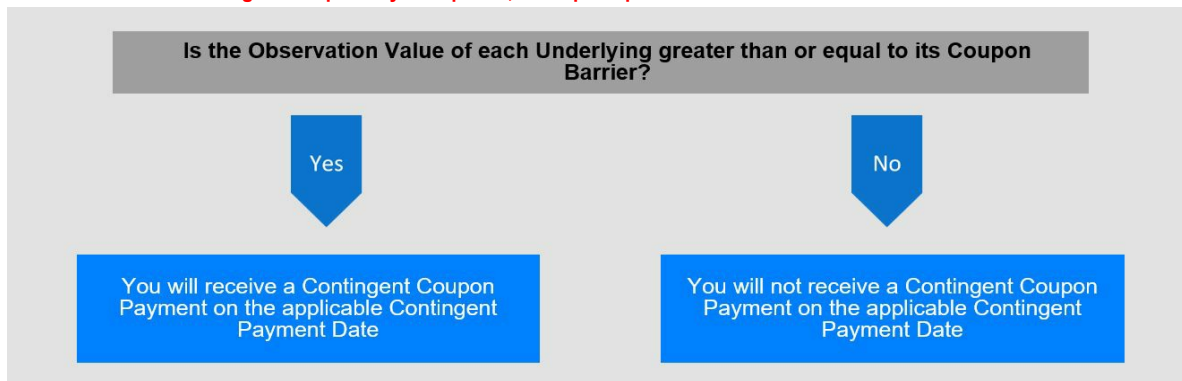 Is the Observation Value of each Underlying greater than or equal to its Coupon
Barrier?
Yes
No
You will receive a Contingent Coupon
Payment on the applicable Contingent
Payment Date
You will not receive a Contingent Coupon
Payment on the applicable Contingent
Payment Date